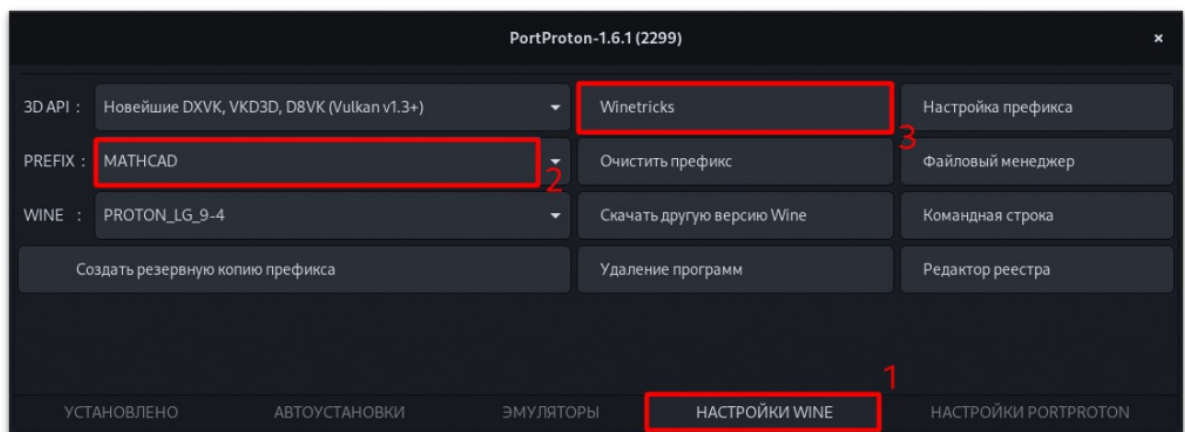 PortProton-1.6.1 (2299)
×
3D API : Новейшие DXVK, VKD3D, D8VK (Vulkan v1.3+) Winetricks Настройка префикса
3
PREFIX : MATHCAD Очистить префикс Файловый менеджер
2
WINE : PROTON_LG_9-4 Скачать другую версию Wine Командная строка
Создать резервную копию префикса Удаление программ Редактор реестра
1
УСТАНОВЛЕНО АВТОУСТАНОВКИ ЭМУЛЯТОРЫ НАСТРОЙКИ WINE НАСТРОЙКИ PORTPROTON